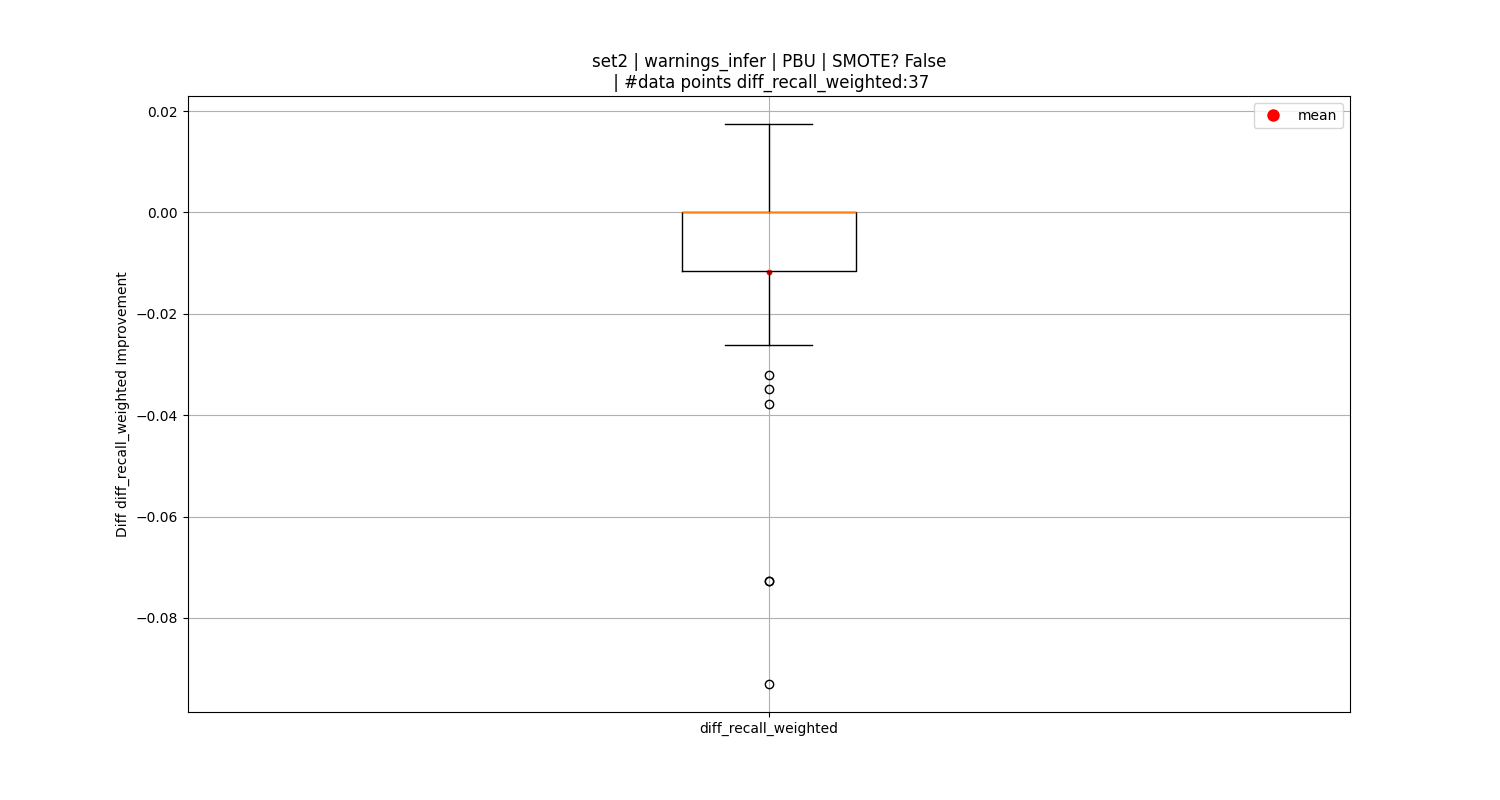 set2 | warnings_infer | PBU | SMOTE? False
| #data points diff_recall_weighted:37
mean
0.02
0.00
−0.02
−0.04
−0.06
−0.08
Diff diff_recall_weighted Improvement
diff_recall_weighted